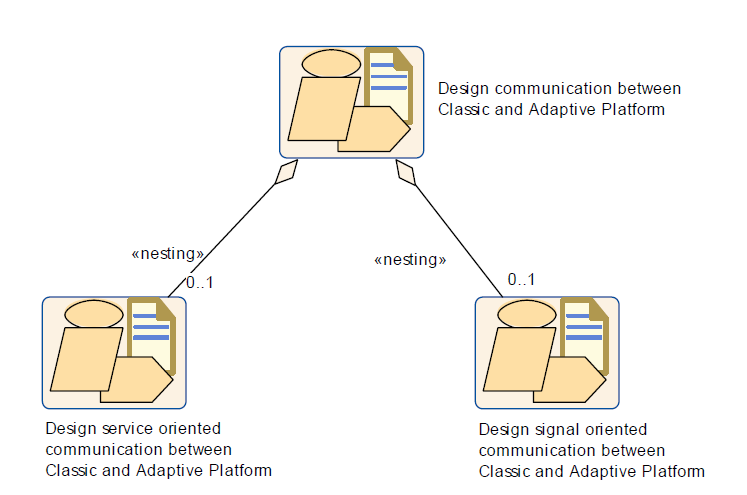 Design communication between
Classic and Adaptive Platform
«nesting»
«nesting»
0..1
0..1
Design service oriented
communication between
Classic and Adaptive Platform
Design signal oriented
communication between
Classic and Adaptive Platform